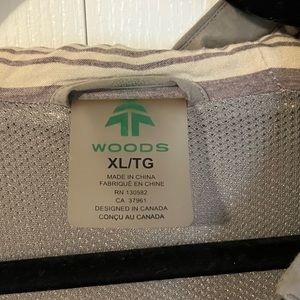 WOODS
XL/TG
MADE IN CHINA
FABRIQUÉ EN CHINE
RN 130582
CA 37961
DESIGNED IN CANADA
CONÇU AU CANADA